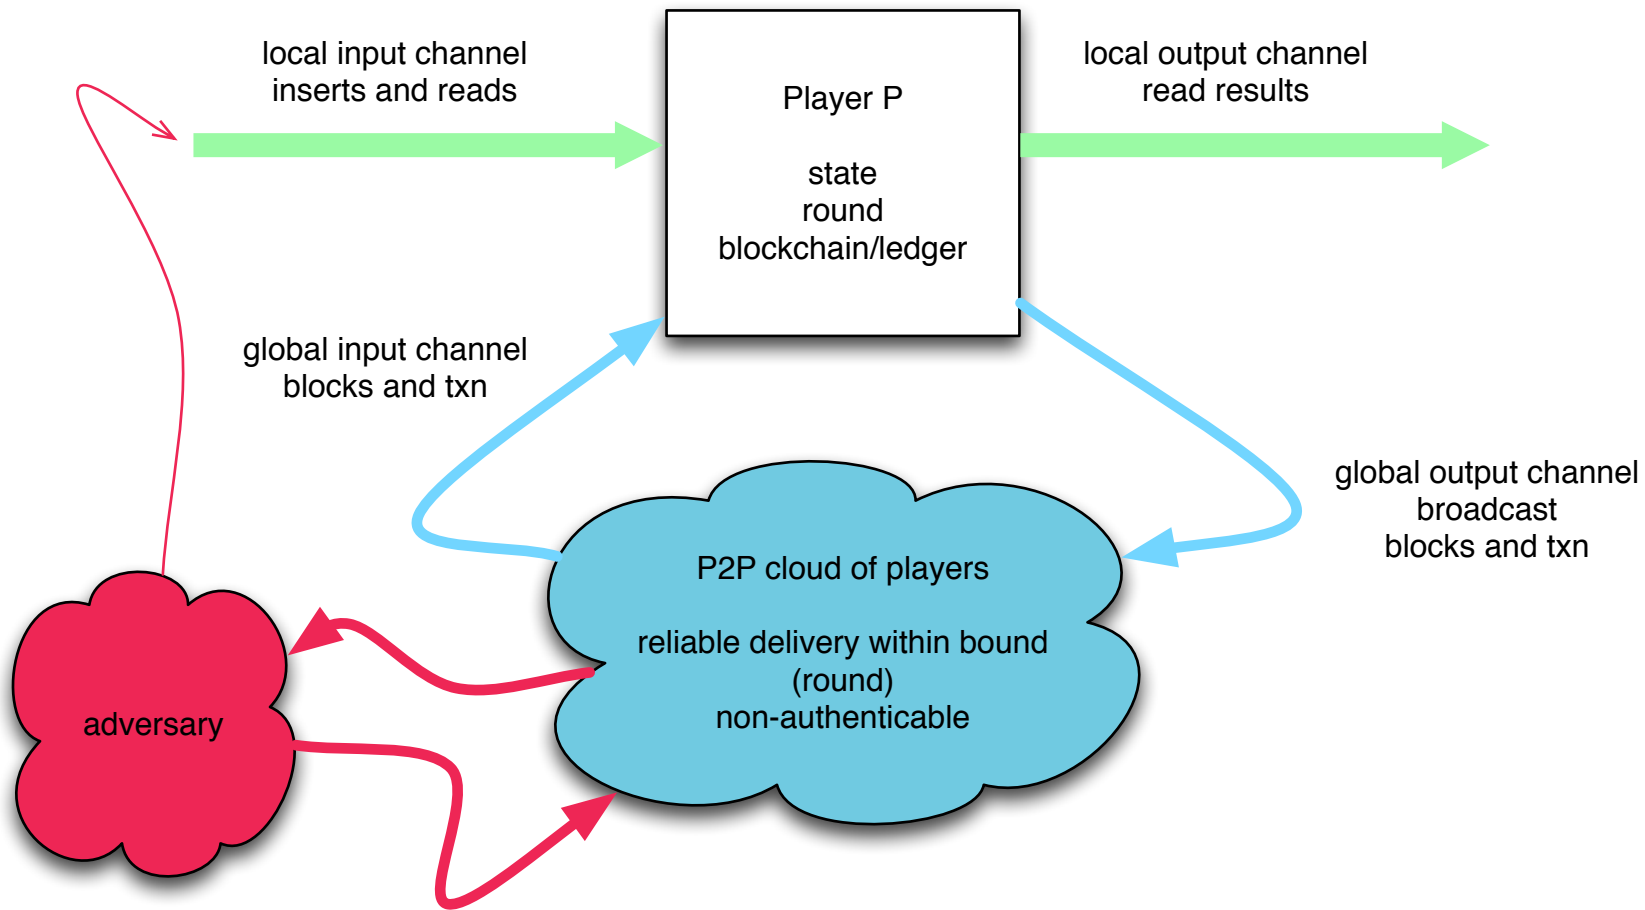 local input channel
inserts and reads
Player P
state
round
blockchain/ledger
local output channel
read results
global input channel
blocks and txn
global output channel
broadcast
blocks and txn
P2P cloud of players
reliable delivery within bound
(round)
non-authenticable
adversary